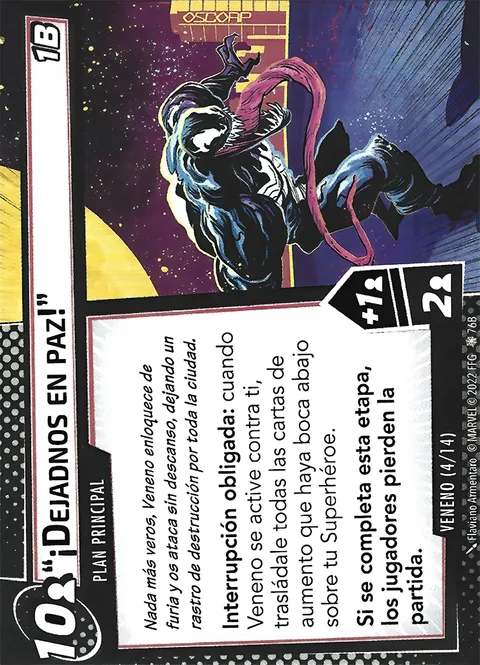 10 “¡DEJADNOS EN PAZ!” 1B
PLAN PRINCIPAL
Nada más veros, Veneno enloquece de
furia y os ataca sin descanso, dejando un
rastro de destrucción por toda la ciudad.
Interrupción obligada: cuando
Veneno se active contra ti,
trasládale todas las cartas de
aumento que haya boca abajo
sobre tu Superhéroe.
Si se completa esta etapa,
los jugadores pierden la
partida.
+1
2
OSCORP
VENENO (4/14)
Flaviano Armentaro © MARVEL © 2022 FFG 76B